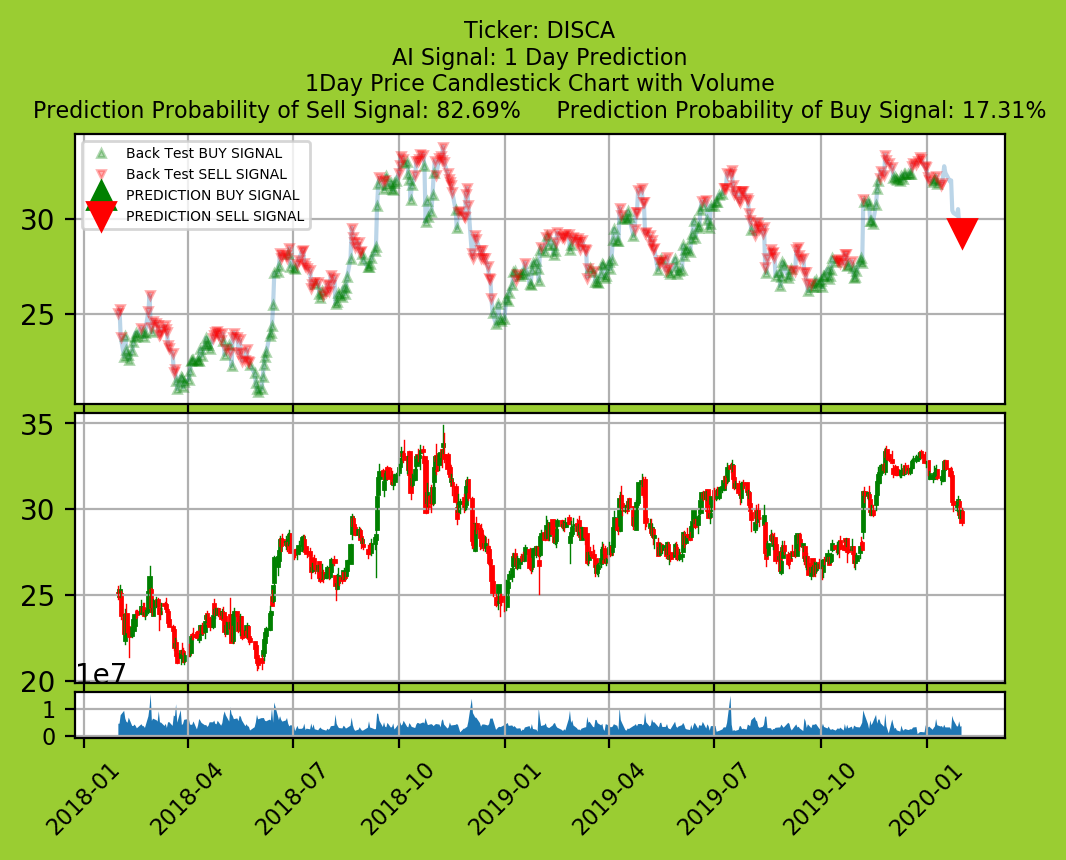 Ticker: DISCA
AI Signal: 1 Day Prediction
1Day Price Candlestick Chart with Volume
Prediction Probability of Sell Signal: 82.69% Prediction Probability of Buy Signal: 17.31%
Back Test BUY SIGNAL
Back Test SELL SIGNAL
PREDICTION BUY SIGNAL
PREDICTION SELL SIGNAL
30
25
35
30
25
20
1e7
1
0
2018-01 2018-04 2018-07 2018-10 2019-01 2019-04 2019-07 2019-10 2020-01